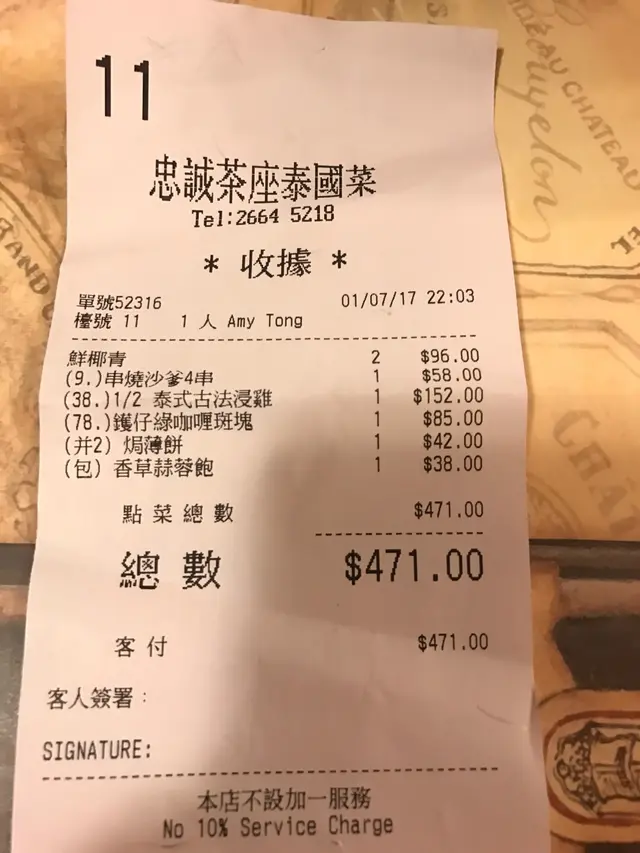 11
忠誠茶座泰國菜
Tel:2664 5218
* 收據 *
單號52316 01/07/17 22:03
檯號 11 1 人 Amy Tong
鮮椰青 2 $96.00
(9.)串燒沙爹4串 1 $58.00
(38.)1/2 泰式古法浸雞 1 $152.00
(78.)鑊仔綠咖喱斑塊 1 $85.00
(并2) 焗薄餅 1 $42.00
(包) 香草蒜蓉飽 1 $38.00
點菜總數 $471.00
總數 $471.00
客付 $471.00
客人簽署:
SIGNATURE:
本店不設加一服務
No 10% Service Charge
CHATEAU